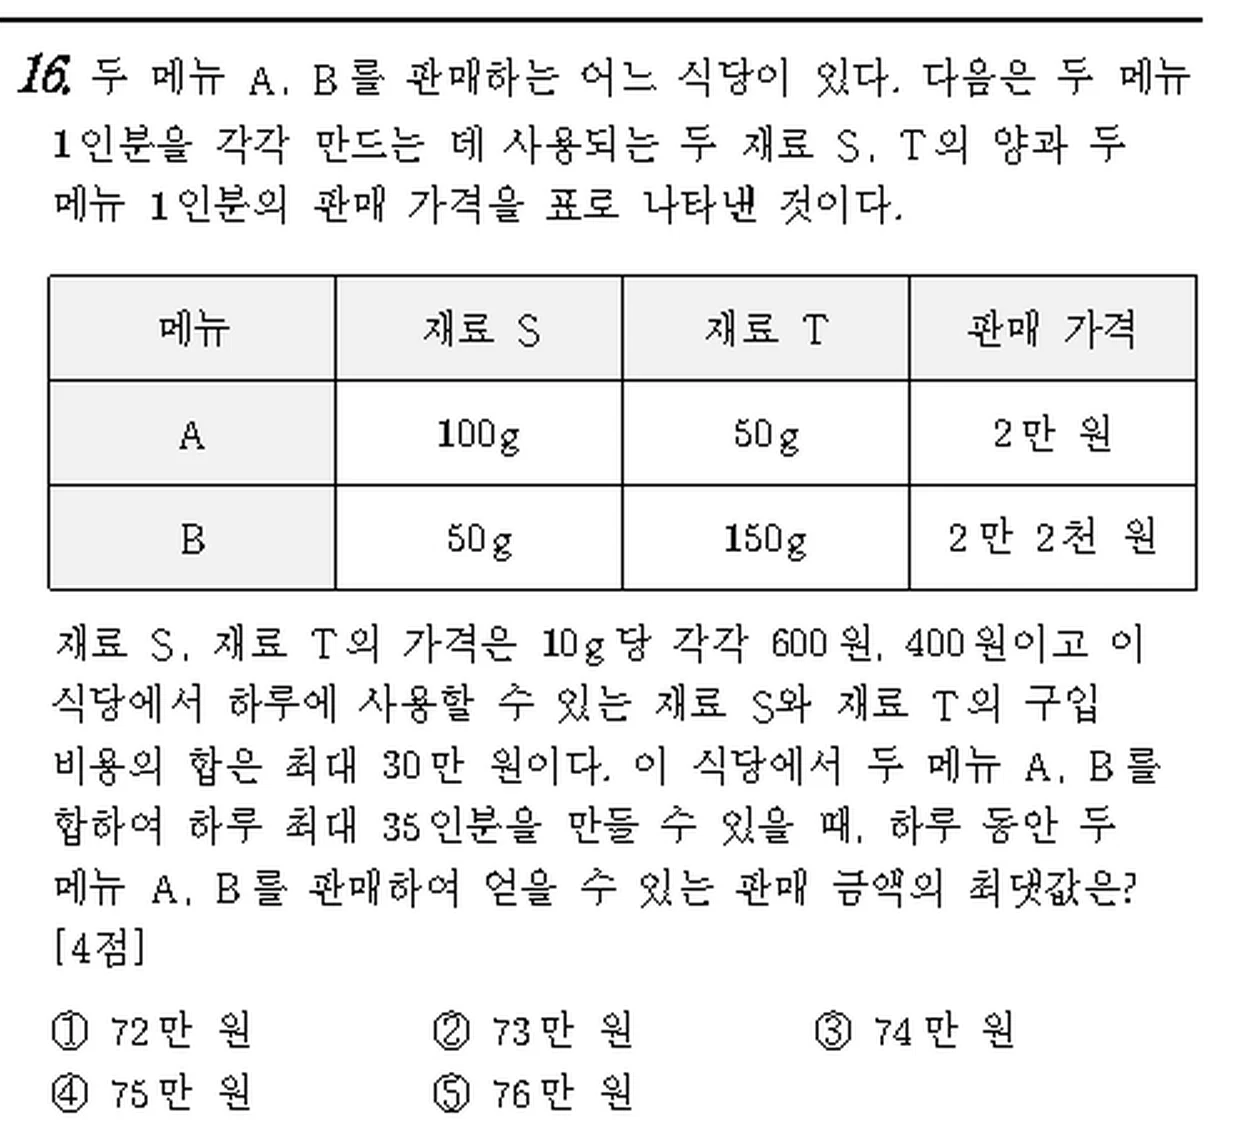 16. 두 메뉴 A, B를 판매하는 어느 식당이 있다. 다음은 두 메뉴
1인분을 각각 만드는 데 사용되는 두 재료 S, T의 양과 두
메뉴 1인분의 판매 가격을 표로 나타낸 것이다.
메뉴 재료 S 재료 T 판매 가격
A 100g 50g 2만 원
B 50g 150g 2만 2천 원
재료 S, 재료 T의 가격은 10g당 각각 600원, 400원이고 이
식당에서 하루에 사용할 수 있는 재료 S와 재료 T의 구입
비용의 합은 최대 30만 원이다. 이 식당에서 두 메뉴 A, B를
합하여 하루 최대 35인분을 만들 수 있을 때, 하루 동안 두
메뉴 A, B를 판매하여 얻을 수 있는 판매 금액의 최댓값은?
[4점]
① 72만 원 ② 73만 원 ③ 74만 원
④ 75만 원 ⑤ 76만 원